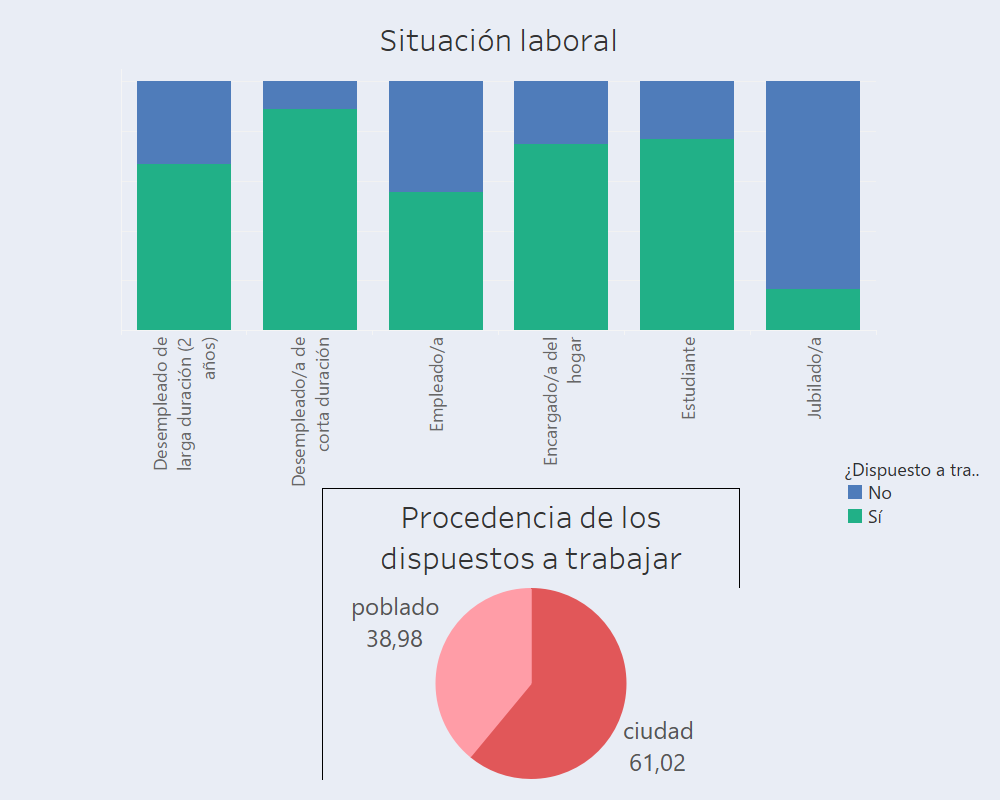 Situación laboral
Desempleado de
larga duración (2
años)
Desempleado/a de
corta duración
Empleado/a
Encargado/a del
hogar
Estudiante
Jubilado/a
¿Dispuesto a tra..
No
Sí
Procedencia de los
dispuestos a trabajar
poblado
38,98
ciudad
61,02